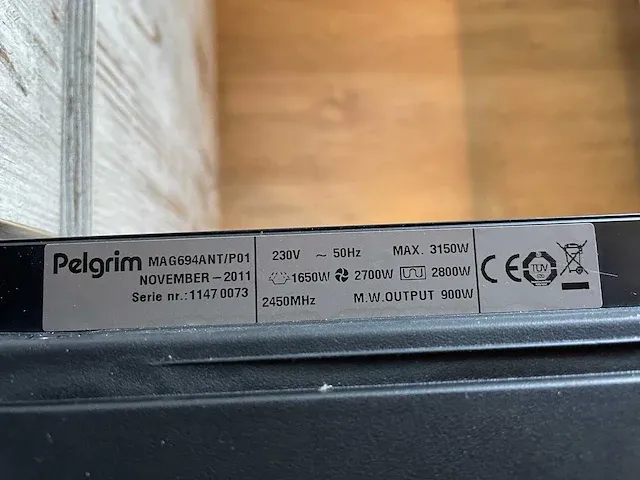 Pelgrim MAG694ANT/P01
NOVEMBER-2011
Serie nr.:1147 0073
230V ~ 50Hz MAX. 3150W
1650W 2700W 2800W
2450MHz M.W.OUTPUT 900W
CE TÜV